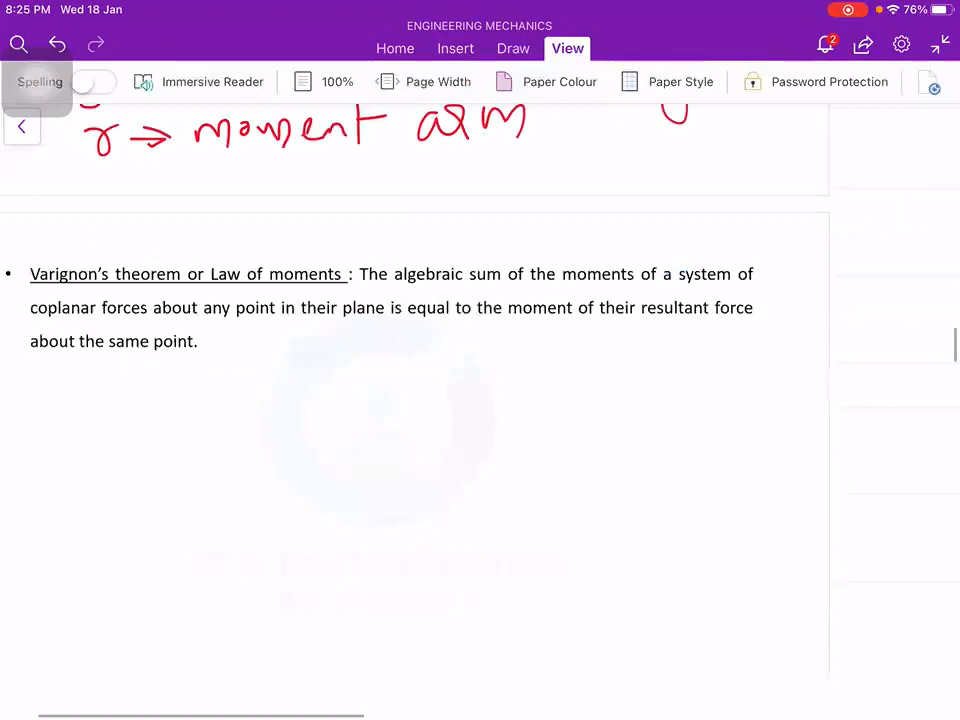 8:25 PM Wed 18 Jan
76%
ENGINEERING MECHANICS
Home Insert Draw View
2
Spelling Immersive Reader 100% Page Width Paper Colour Paper Style Password Protection
r → moment arm
• Varignon's theorem or Law of moments : The algebraic sum of the moments of a system of
coplanar forces about any point in their plane is equal to the moment of their resultant force
about the same point.